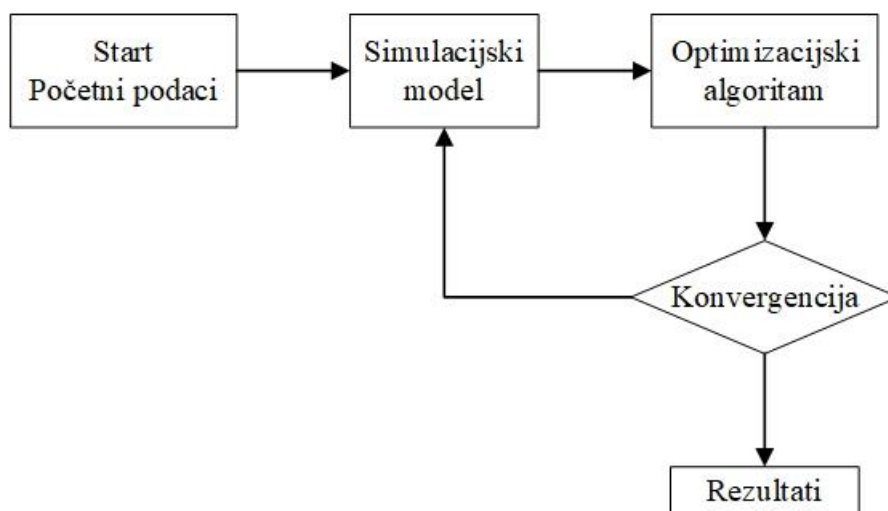 Start
Početni podaci
Simulacijski
model
Optimizacijski
algoritam
Konvergencija
Rezultati